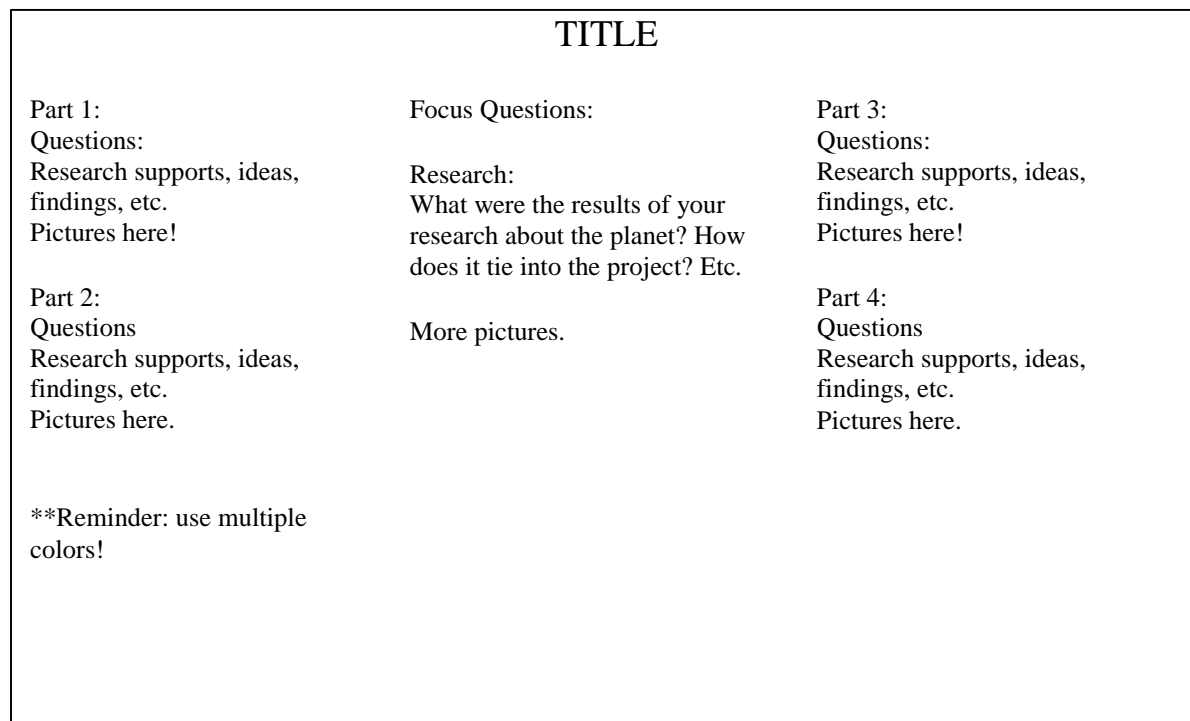 TITLE
Part 1:
Questions:
Research supports, ideas,
findings, etc.
Pictures here!
Part 2:
Questions
Research supports, ideas,
findings, etc.
Pictures here.
**Reminder: use multiple
colors!
Focus Questions:
Research:
What were the results of your
research about the planet? How
does it tie into the project? Etc.
More pictures.
Part 3:
Questions:
Research supports, ideas,
findings, etc.
Pictures here!
Part 4:
Questions
Research supports, ideas,
findings, etc.
Pictures here.